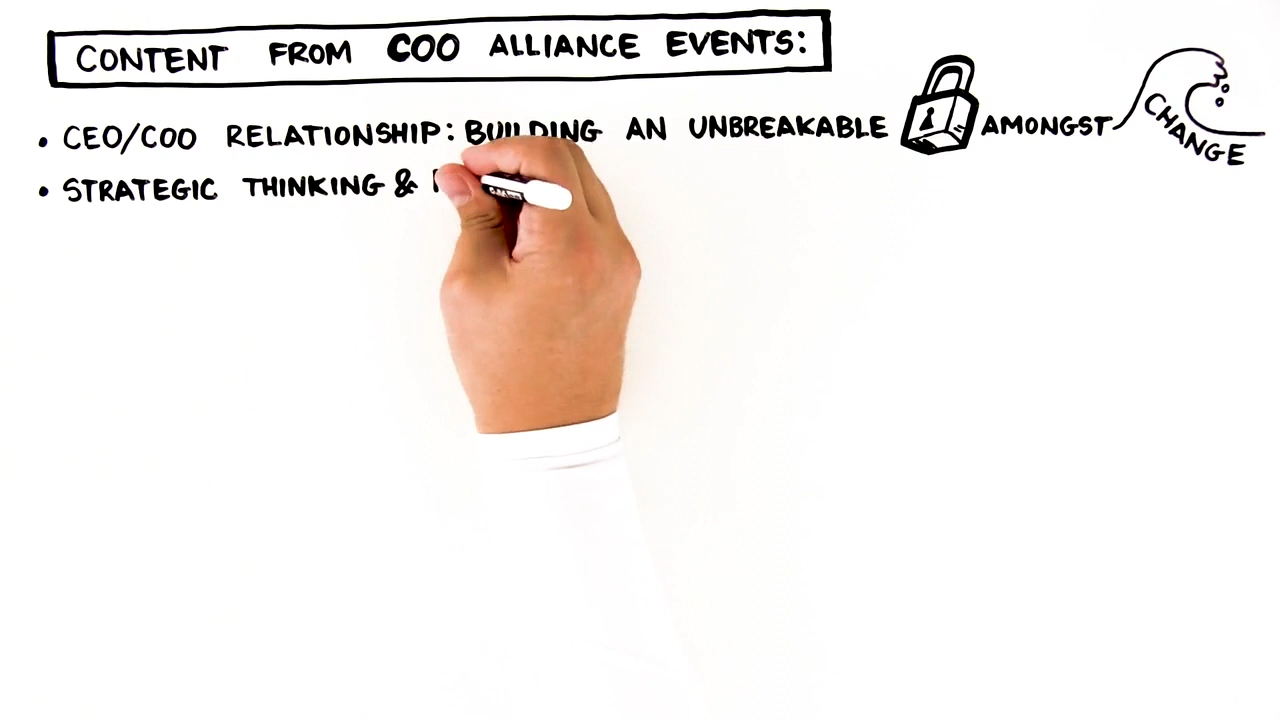 CONTENT FROM COO ALLIANCE EVENTS:
• CEO/COO RELATIONSHIP: BUILDING AN UNBREAKABLE AMONGST CHANGE
• STRATEGIC THINKING &